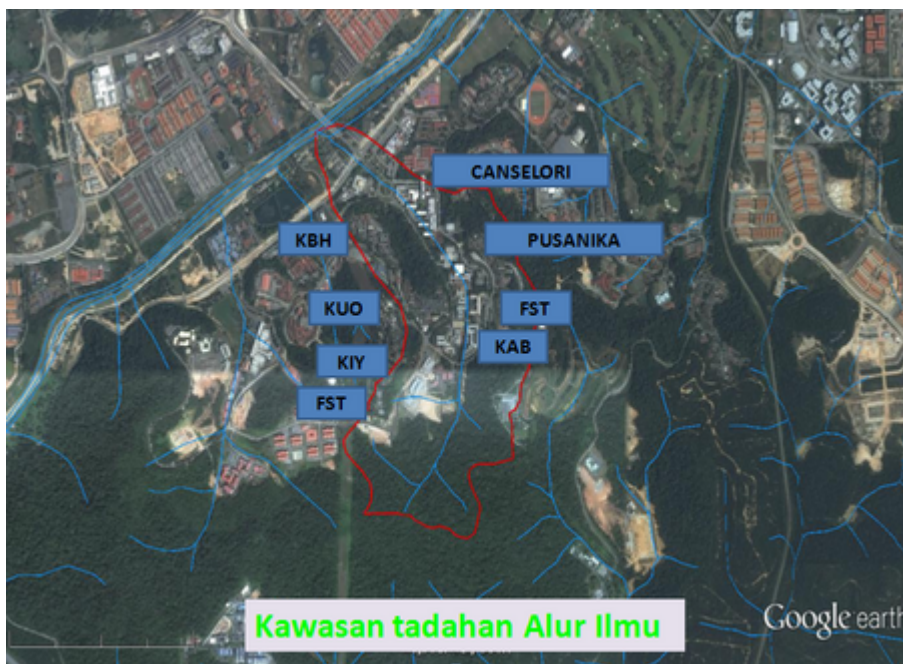 CANSELORI
KBH
PUSANIKA
KUO
FST
KAB
KIY
FST
Kawasan tadahan Alur Ilmu
Google earth